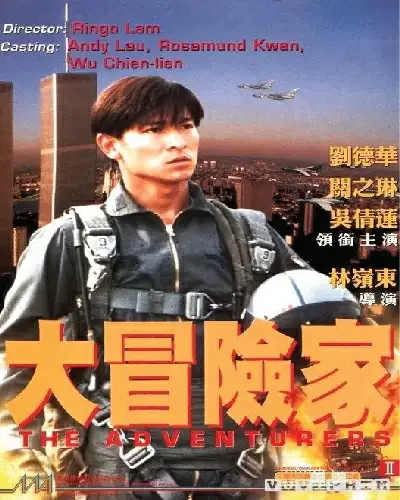 Director: Ringo Lam
Casting: Andy Lau, Rosamund Kwan,
Wu Chien-lien
劉德華
關之琳
吳倩蓮
領銜主演
林嶺東
導演
大冒險家
THE ADVENTURERS
II